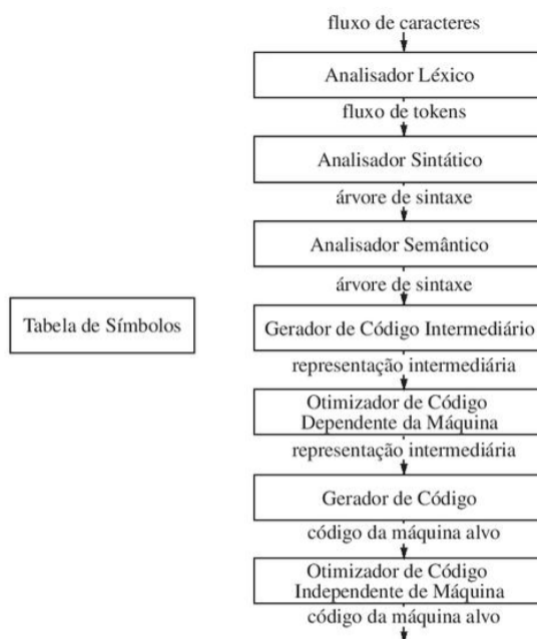 fluxo de caracteres
Analisador Léxico
fluxo de tokens
Analisador Sintático
árvore de sintaxe
Analisador Semântico
árvore de sintaxe
Tabela de Símbolos
Gerador de Código Intermediário
representação intermediária
Otimizador de Código
Dependente da Máquina
representação intermediária
Gerador de Código
código da máquina alvo
Otimizador de Código
Independente de Máquina
código da máquina alvo